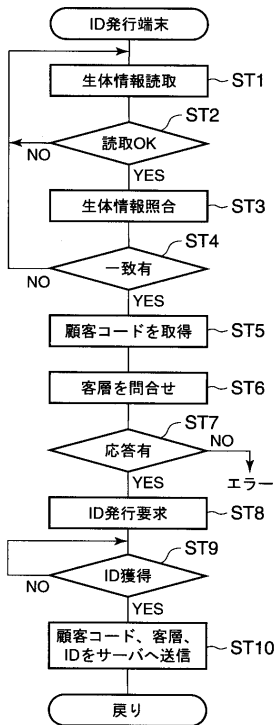 ID発行端末
生体情報読取
ST1
ST2
読取OK
NO
YES
生体情報照合
ST3
ST4
一致有
NO
YES
顧客コードを取得
ST5
客層を問合せ
ST6
ST7
応答有
NO
エラー
YES
ID発行要求
ST8
ST9
ID獲得
NO
YES
顧客コード、客層、
IDをサーバへ送信
ST10
戻り